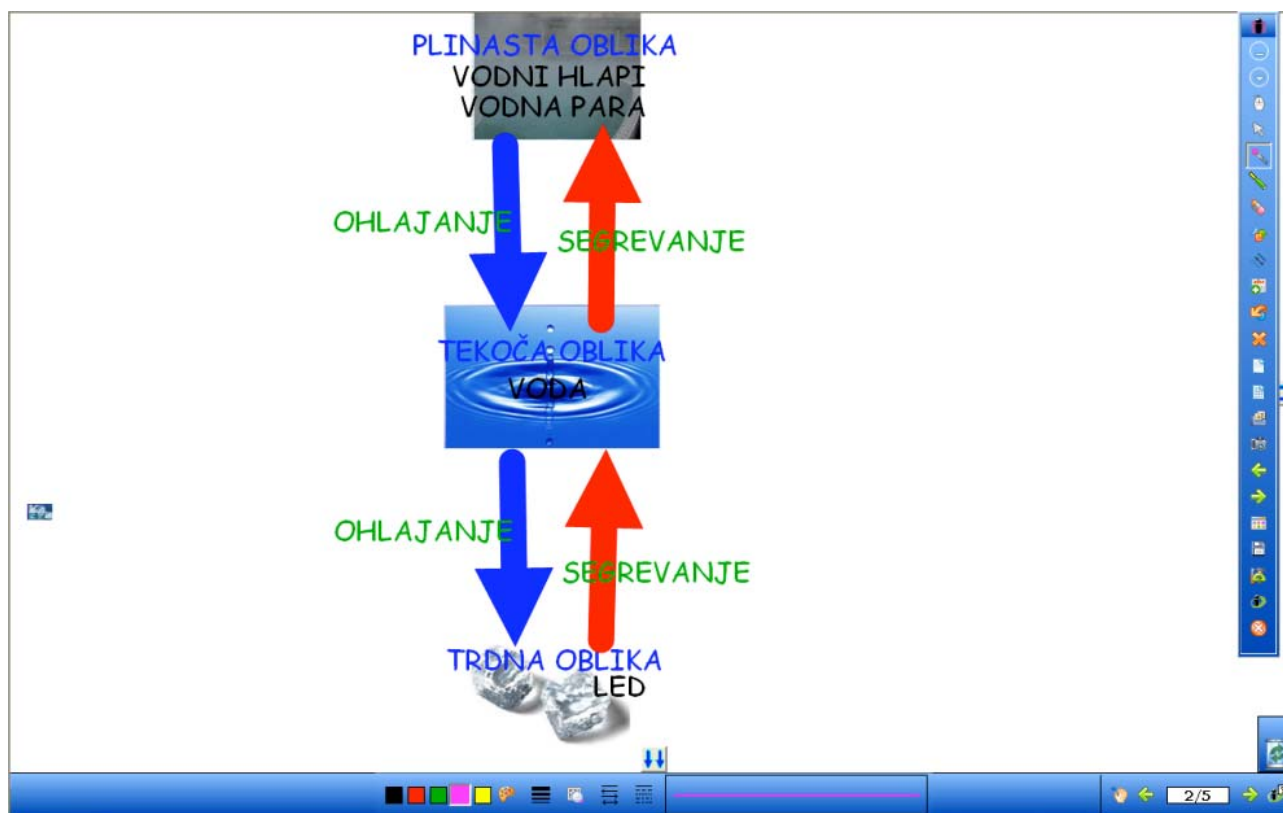 PLINASTA OBLIKA
VODNI HLAPI
VODNA PARA
OHLAJANJE
SEGREVANJE
TEKOČA OBLIKA
VODA
OHLAJANJE
SEGREVANJE
TRDNA OBLIKA
LED
2/5